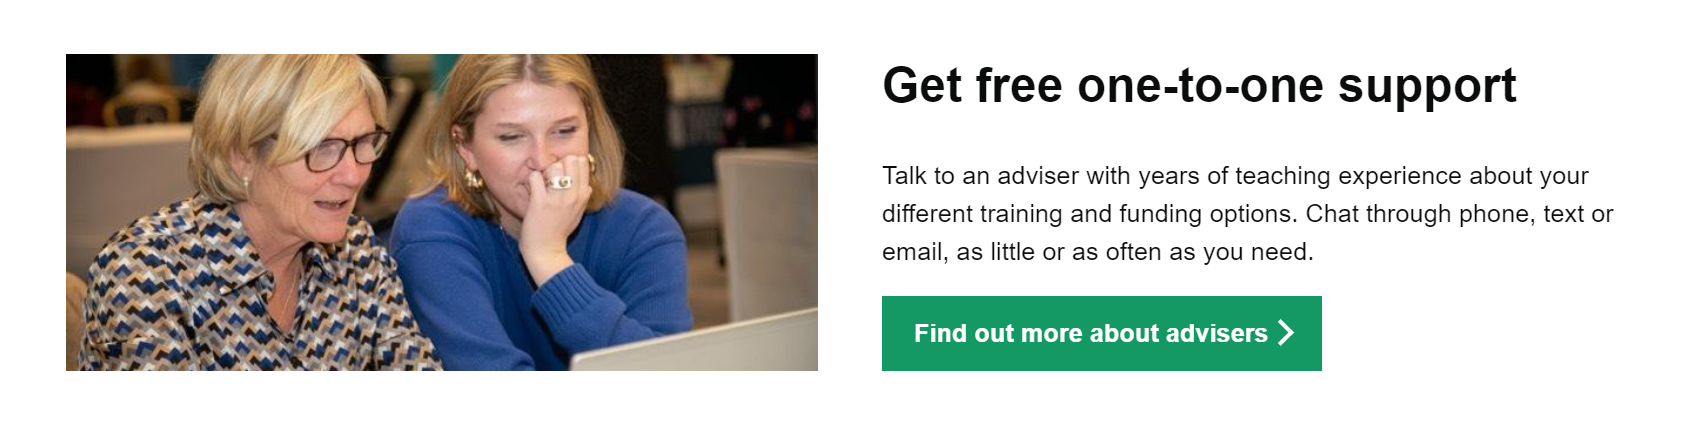 Get free one-to-one support
Talk to an adviser with years of teaching experience about your
different training and funding options. Chat through phone, text or
email, as little or as often as you need.
Find out more about advisers